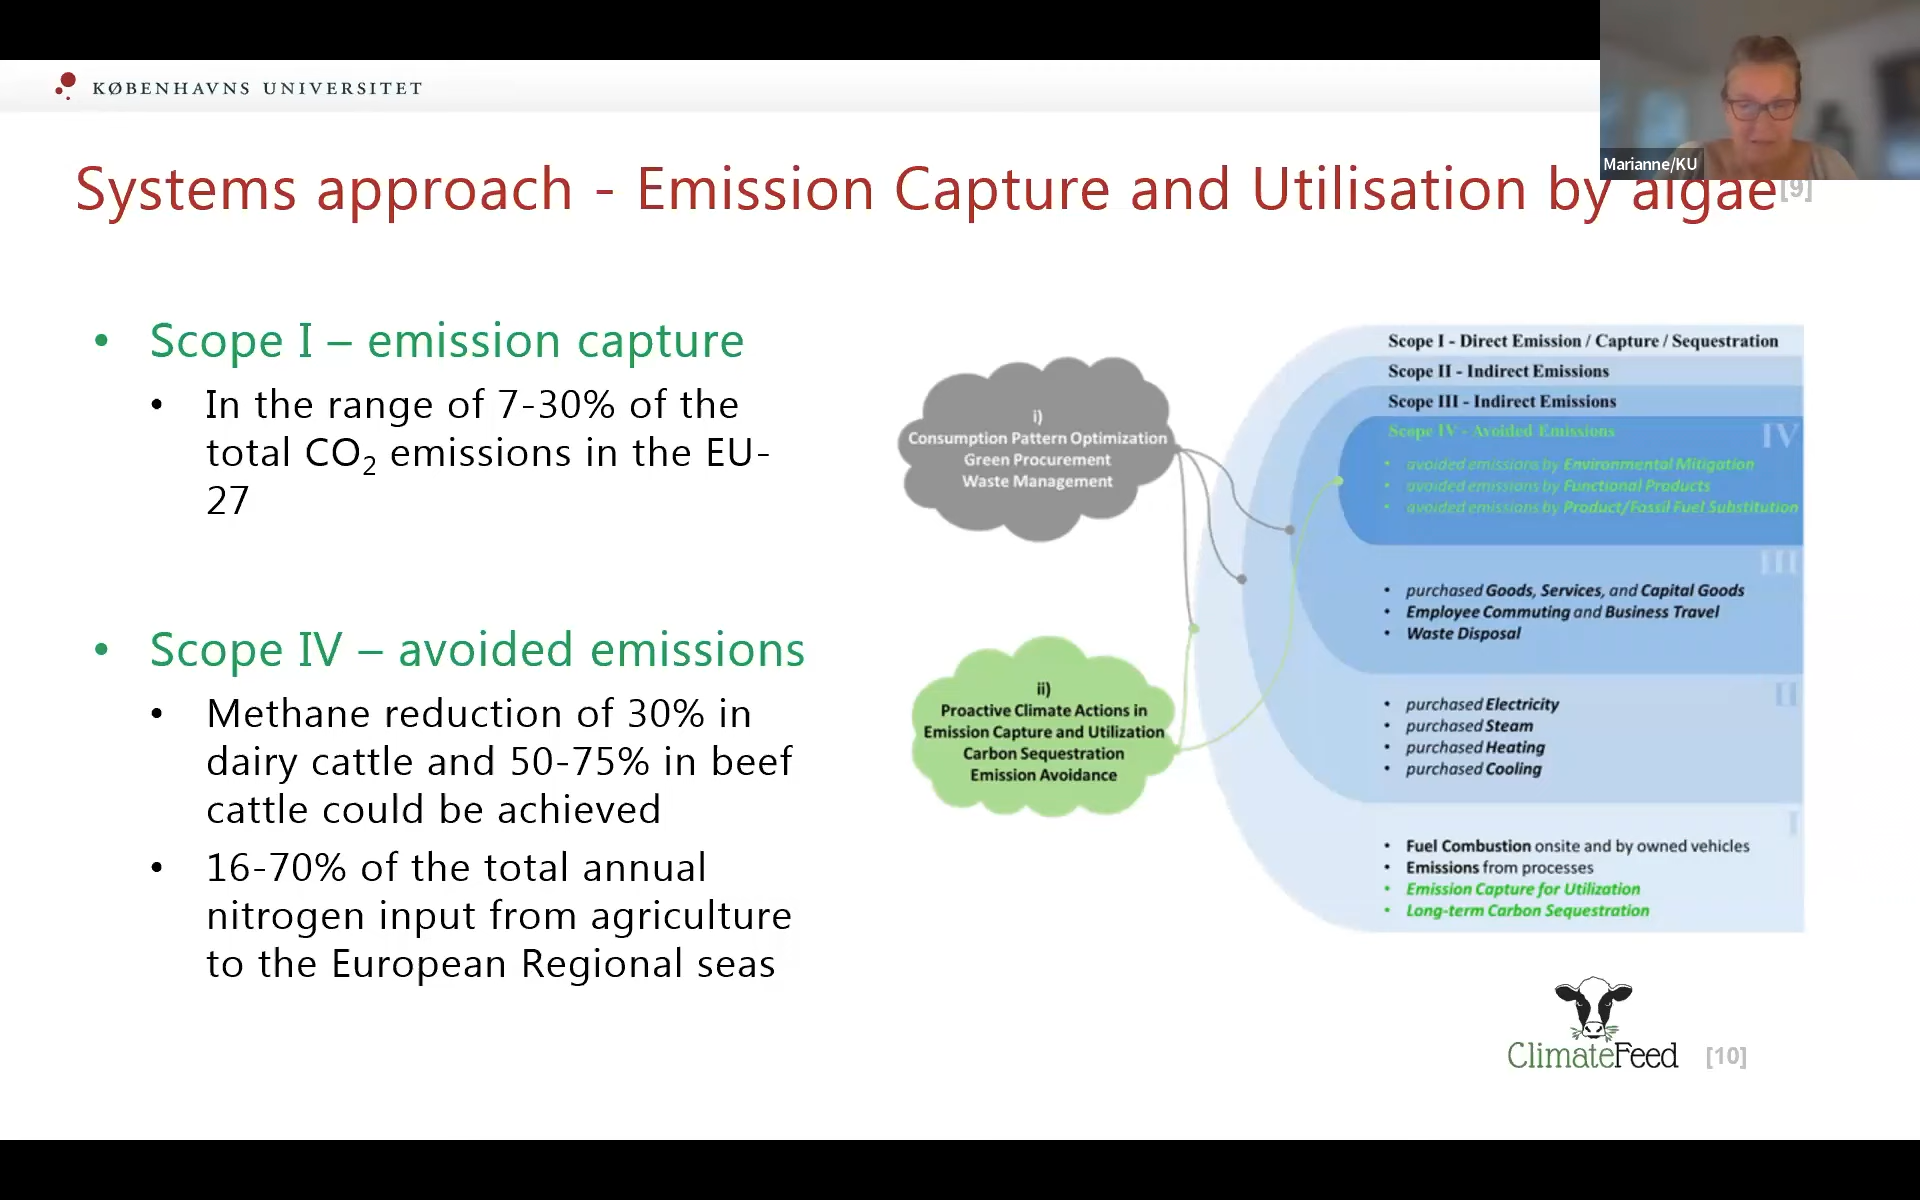 KØBENHAVNS UNIVERSITET
Marianne/KU
Systems approach - Emission Capture and Utilisation by algae[9]
• Scope I – emission capture
• In the range of 7-30% of the
total CO₂ emissions in the EU-
27
• Scope IV – avoided emissions
• Methane reduction of 30% in
dairy cattle and 50-75% in beef
cattle could be achieved
• 16-70% of the total annual
nitrogen input from agriculture
to the European Regional seas
i)
Consumption Pattern Optimization
Green Procurement
Waste Management
ii)
Proactive Climate Actions in
Emission Capture and Utilization
Carbon Sequestration
Emission Avoidance
Scope I - Direct Emission / Capture / Sequestration
Scope II - Indirect Emissions
Scope III - Indirect Emissions
Scope IV - Avoided Emissions
IV
• avoided emissions by Environmental Mitigation
• avoided emissions by Functional Products
• avoided emissions by Product/Fossil Fuel Substitution
III
• purchased Goods, Services, and Capital Goods
• Employee Commuting and Business Travel
• Waste Disposal
II
• purchased Electricity
• purchased Steam
• purchased Heating
• purchased Cooling
I
• Fuel Combustion onsite and by owned vehicles
• Emissions from processes
• Emission Capture for Utilization
• Long-term Carbon Sequestration
ClimateFeed [10]